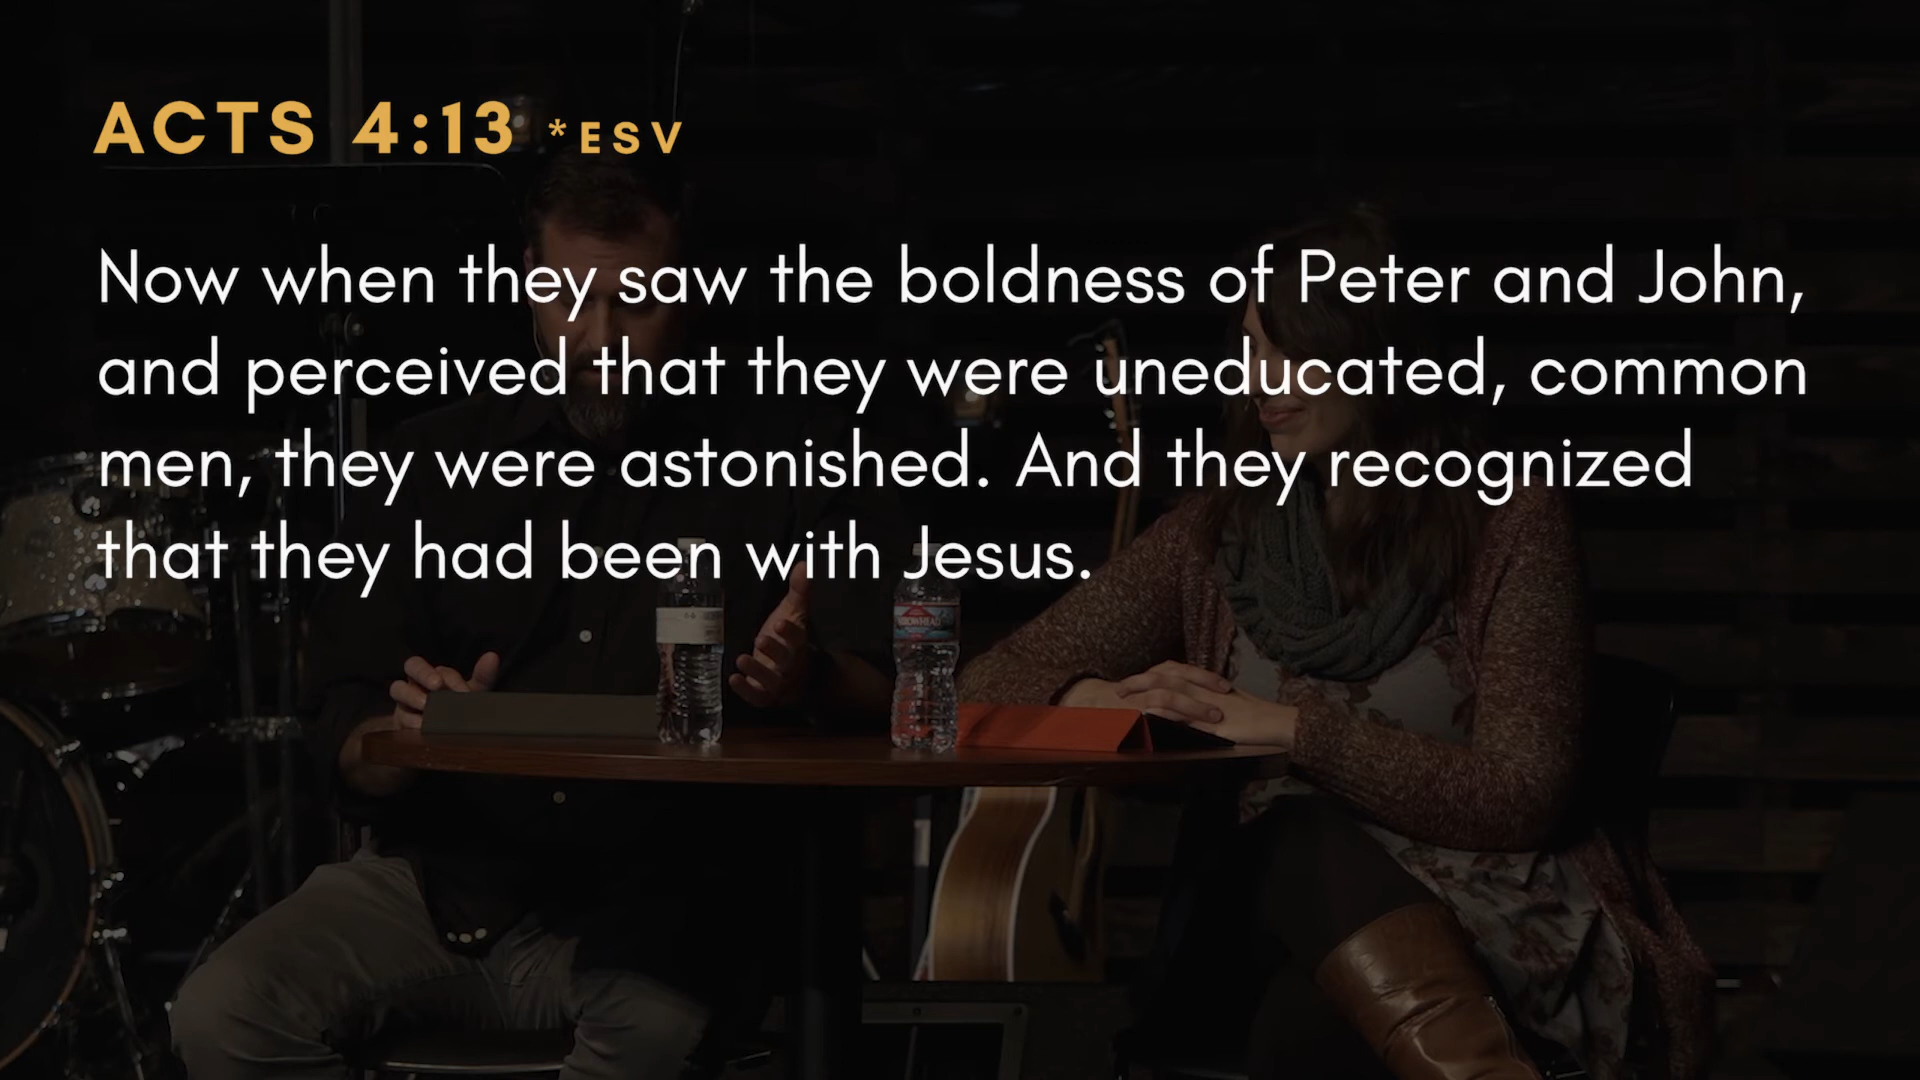 ACTS 4:13 *ESV
Now when they saw the boldness of Peter and John,
and perceived that they were uneducated, common
men, they were astonished. And they recognized
that they had been with Jesus.
ARROWHEAD